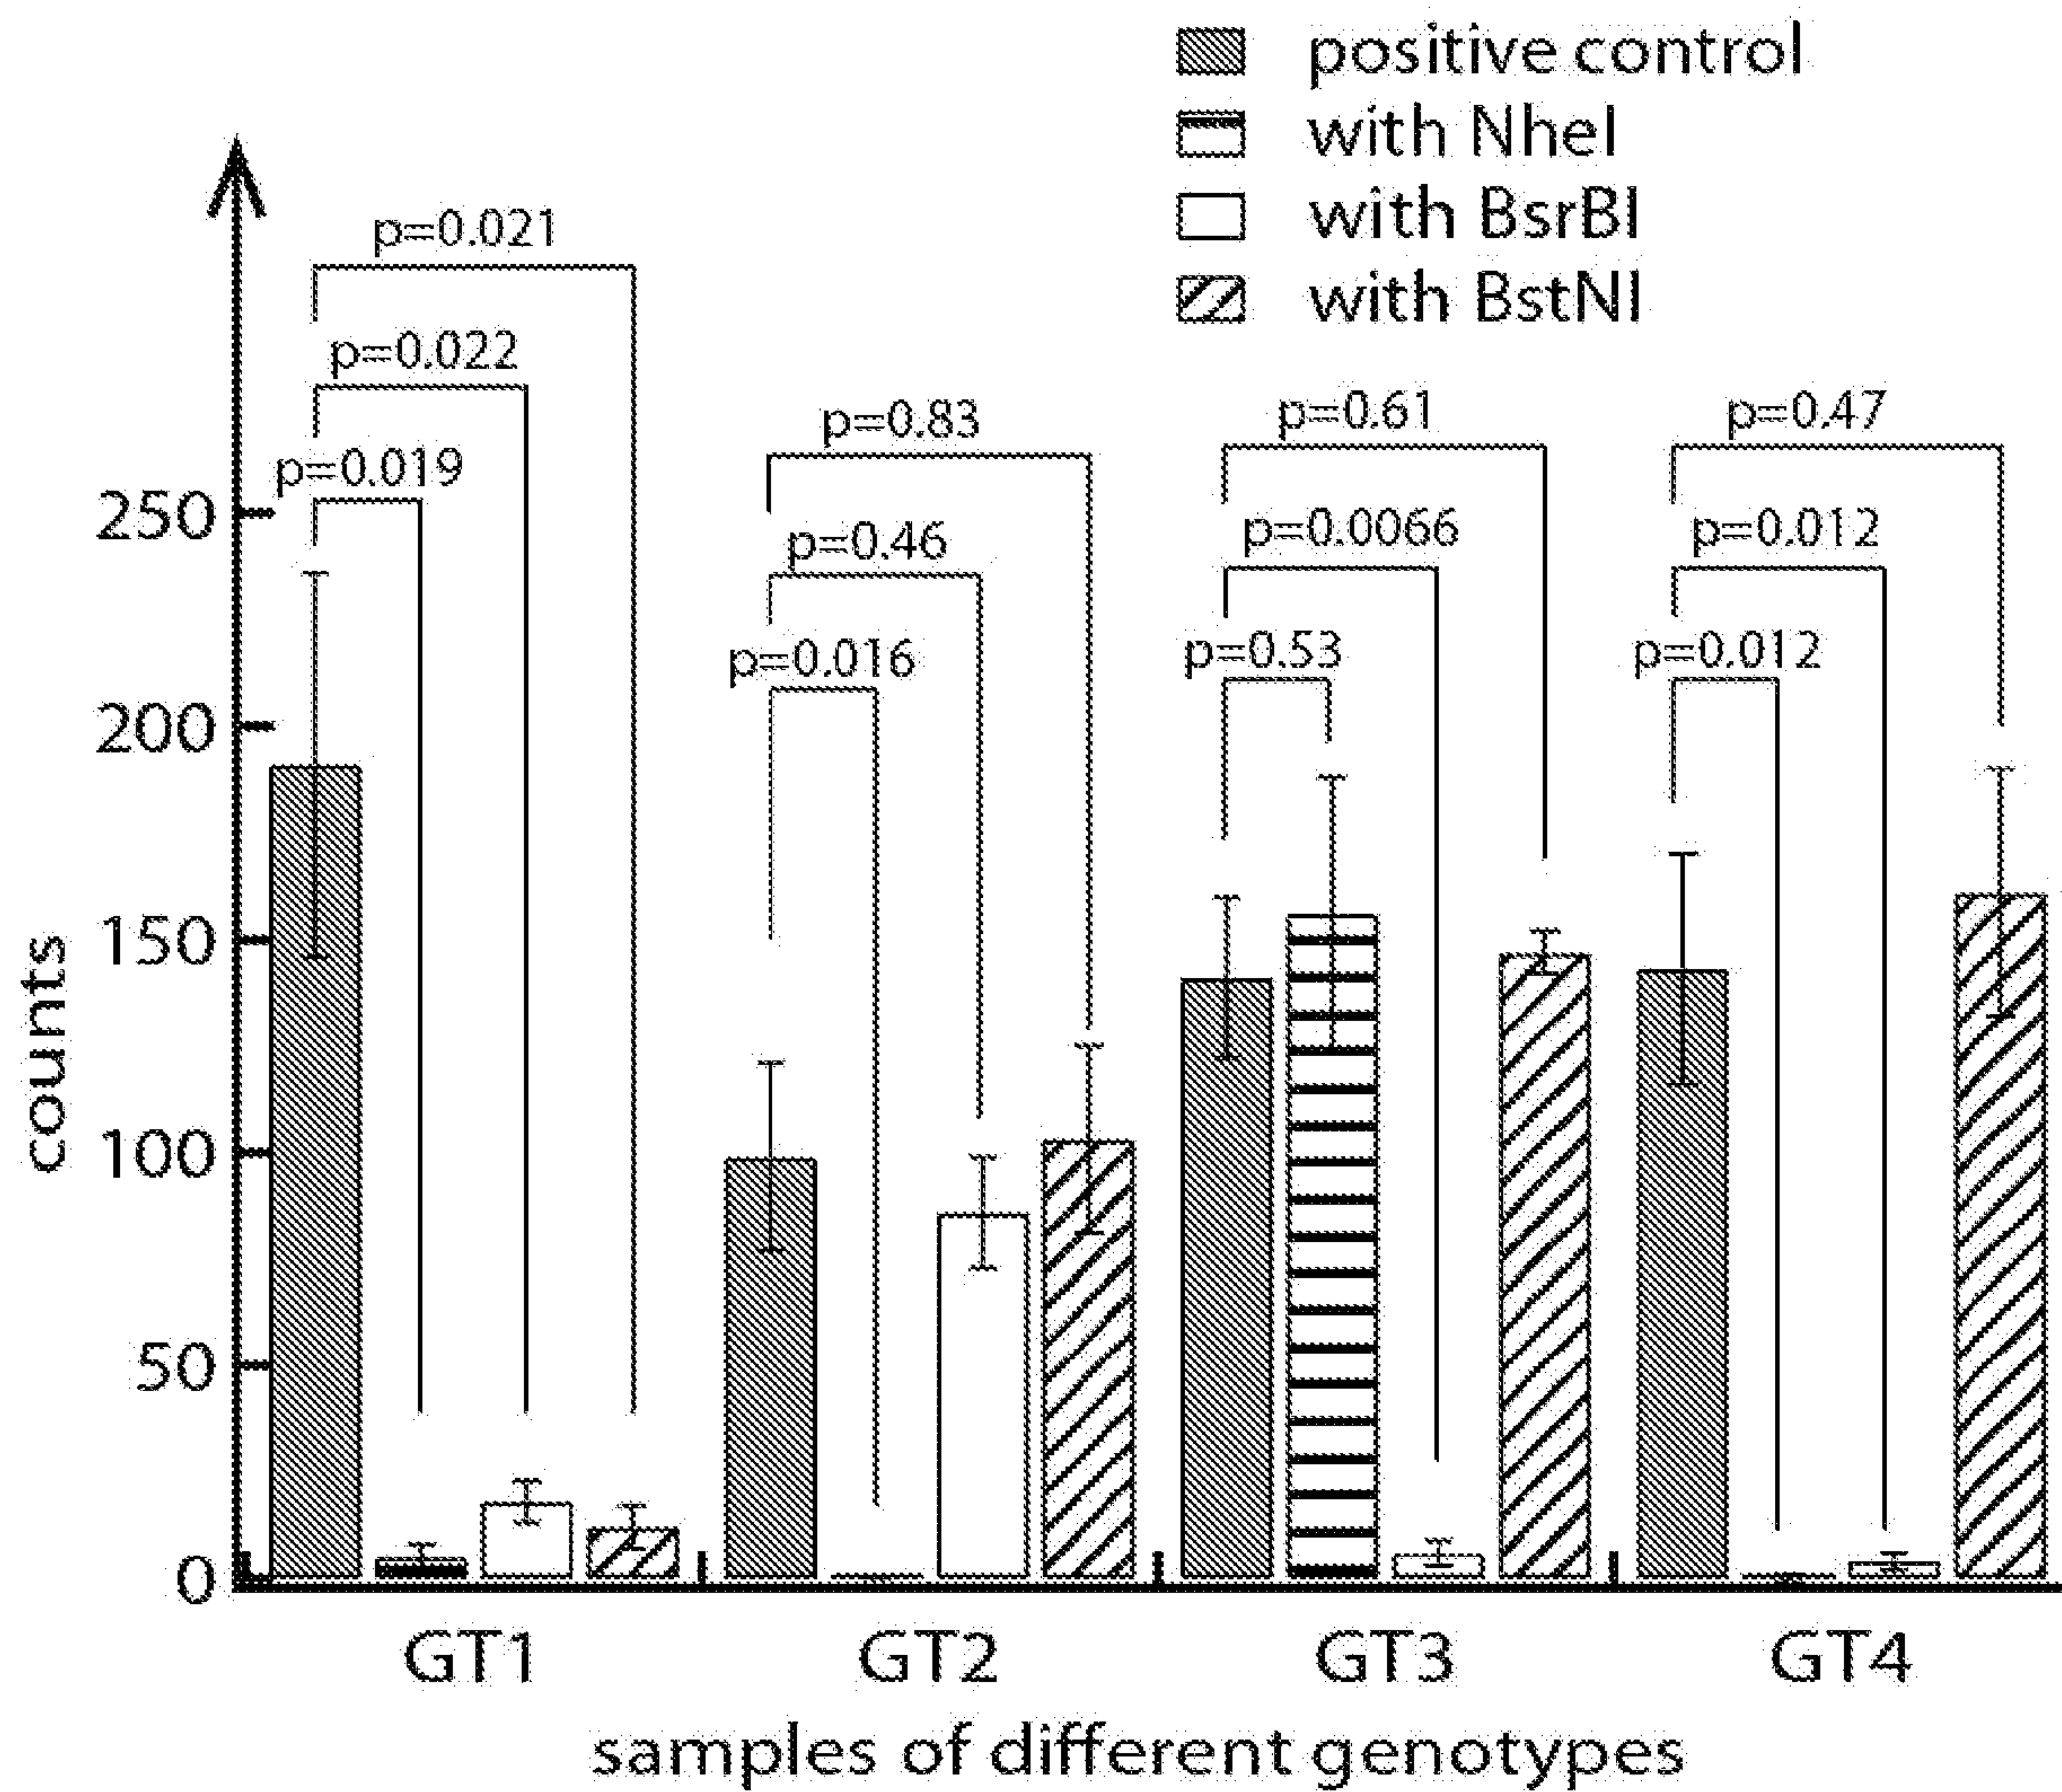 positive control
with NheI
with BsrBI
with BstNI
p=0.021
p=0.022
p=0.019
p=0.83
p=0.46
p=0.016
p=0.61
p=0.0066
p=0.53
p=0.47
p=0.012
p=0.012
counts
250
200
150
100
50
0
GT1 GT2 GT3 GT4
samples of different genotypes